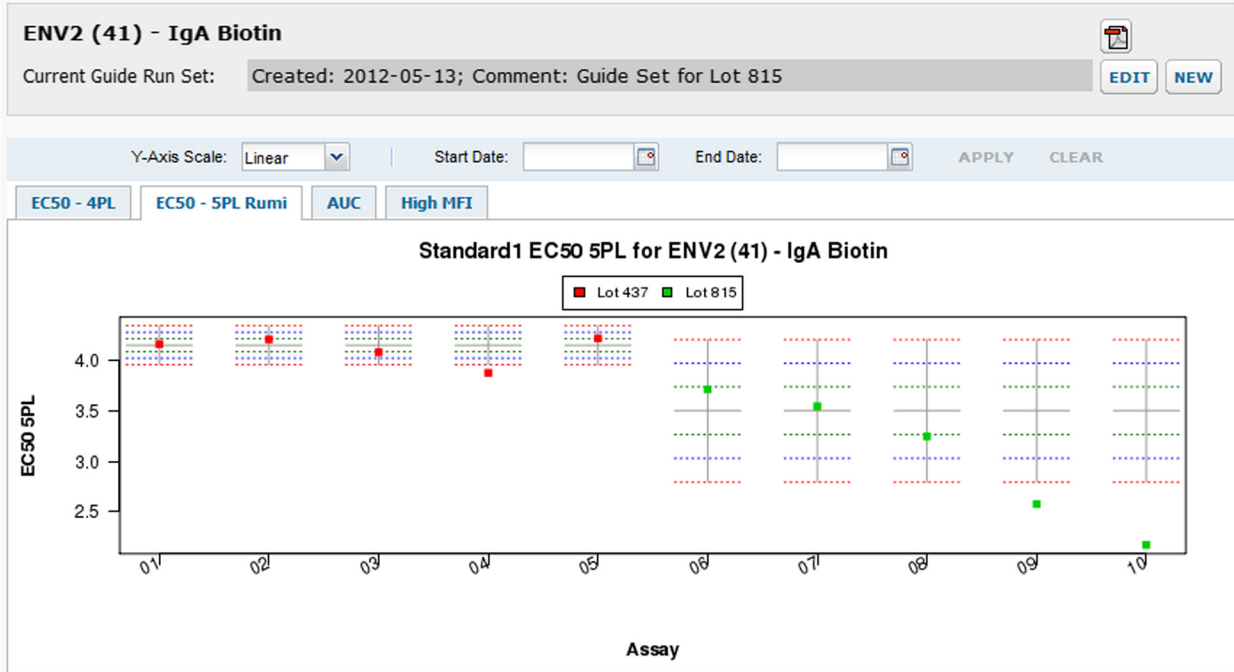 ENV2 (41) - IgA Biotin
Current Guide Run Set: Created: 2012-05-13; Comment: Guide Set for Lot 815 EDIT NEW
Y-Axis Scale: Linear Start Date: End Date: APPLY CLEAR
EC50 - 4PL EC50 - 5PL Rumi AUC High MFI
Standard1 EC50 5PL for ENV2 (41) - IgA Biotin
Lot 437 Lot 815
EC50 5PL
4.0
3.5
3.0
2.5
01 02 03 04 05 06 07 08 09 10
Assay